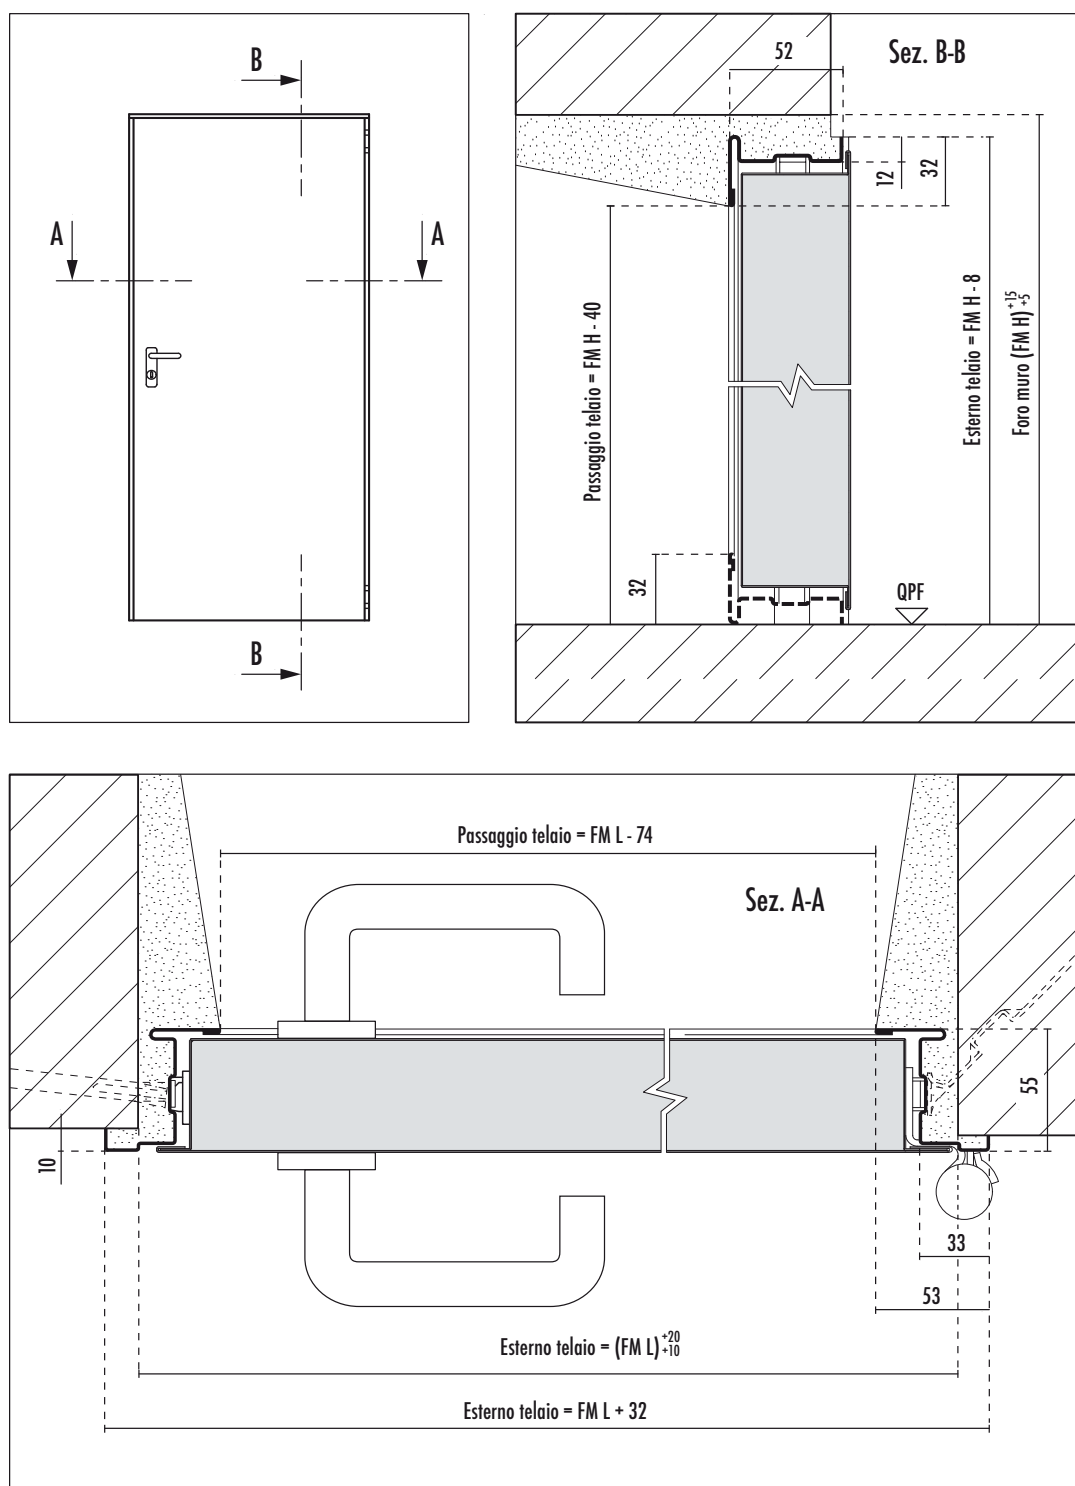 B
A
A
B
52
Sez. B-B
12
32
Passaggio telaio = FM H - 40
Esterno telaio = FM H - 8
Foro muro (FM H) +15 +5
32
QPF
Passaggio telaio = FM L - 74
Sez. A-A
55
10
33
53
Esterno telaio = (FM L) +20 +10
Esterno telaio = FM L + 32